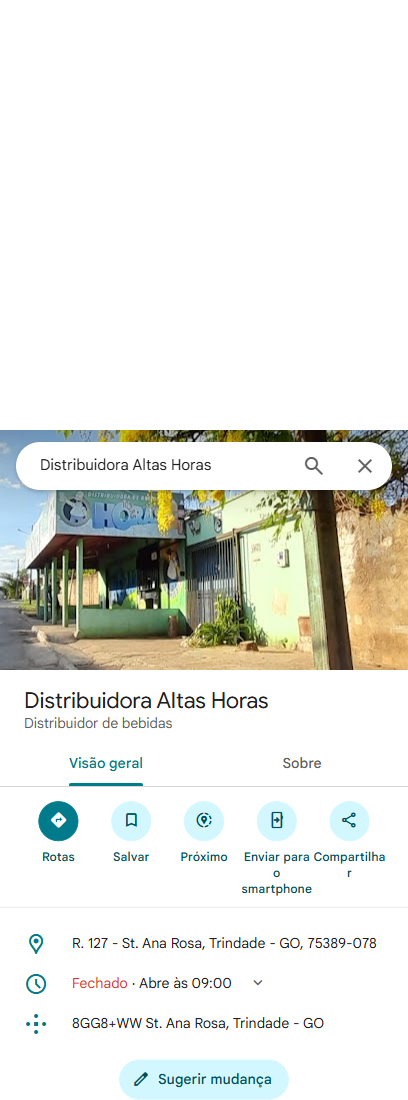 Distribuidora Altas Horas
DISTRIBUIDORA DE BEBIDAS
HORAS
Distribuidora Altas Horas
Distribuidor de bebidas
Visão geral
Sobre
Rotas
Salvar
Próximo
Enviar para
o
smartphone
Compartilha
r
R. 127 - St. Ana Rosa, Trindade - GO, 75389-078
Fechado · Abre às 09:00
8GG8+WW St. Ana Rosa, Trindade - GO
Sugerir mudança